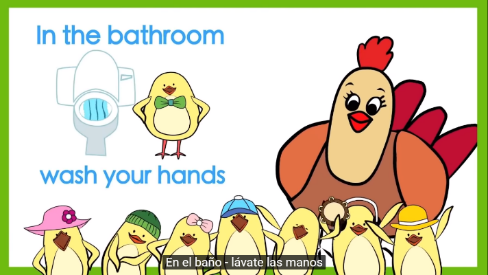 In the bathroom
wash your hands
En el baño - lávate las manos